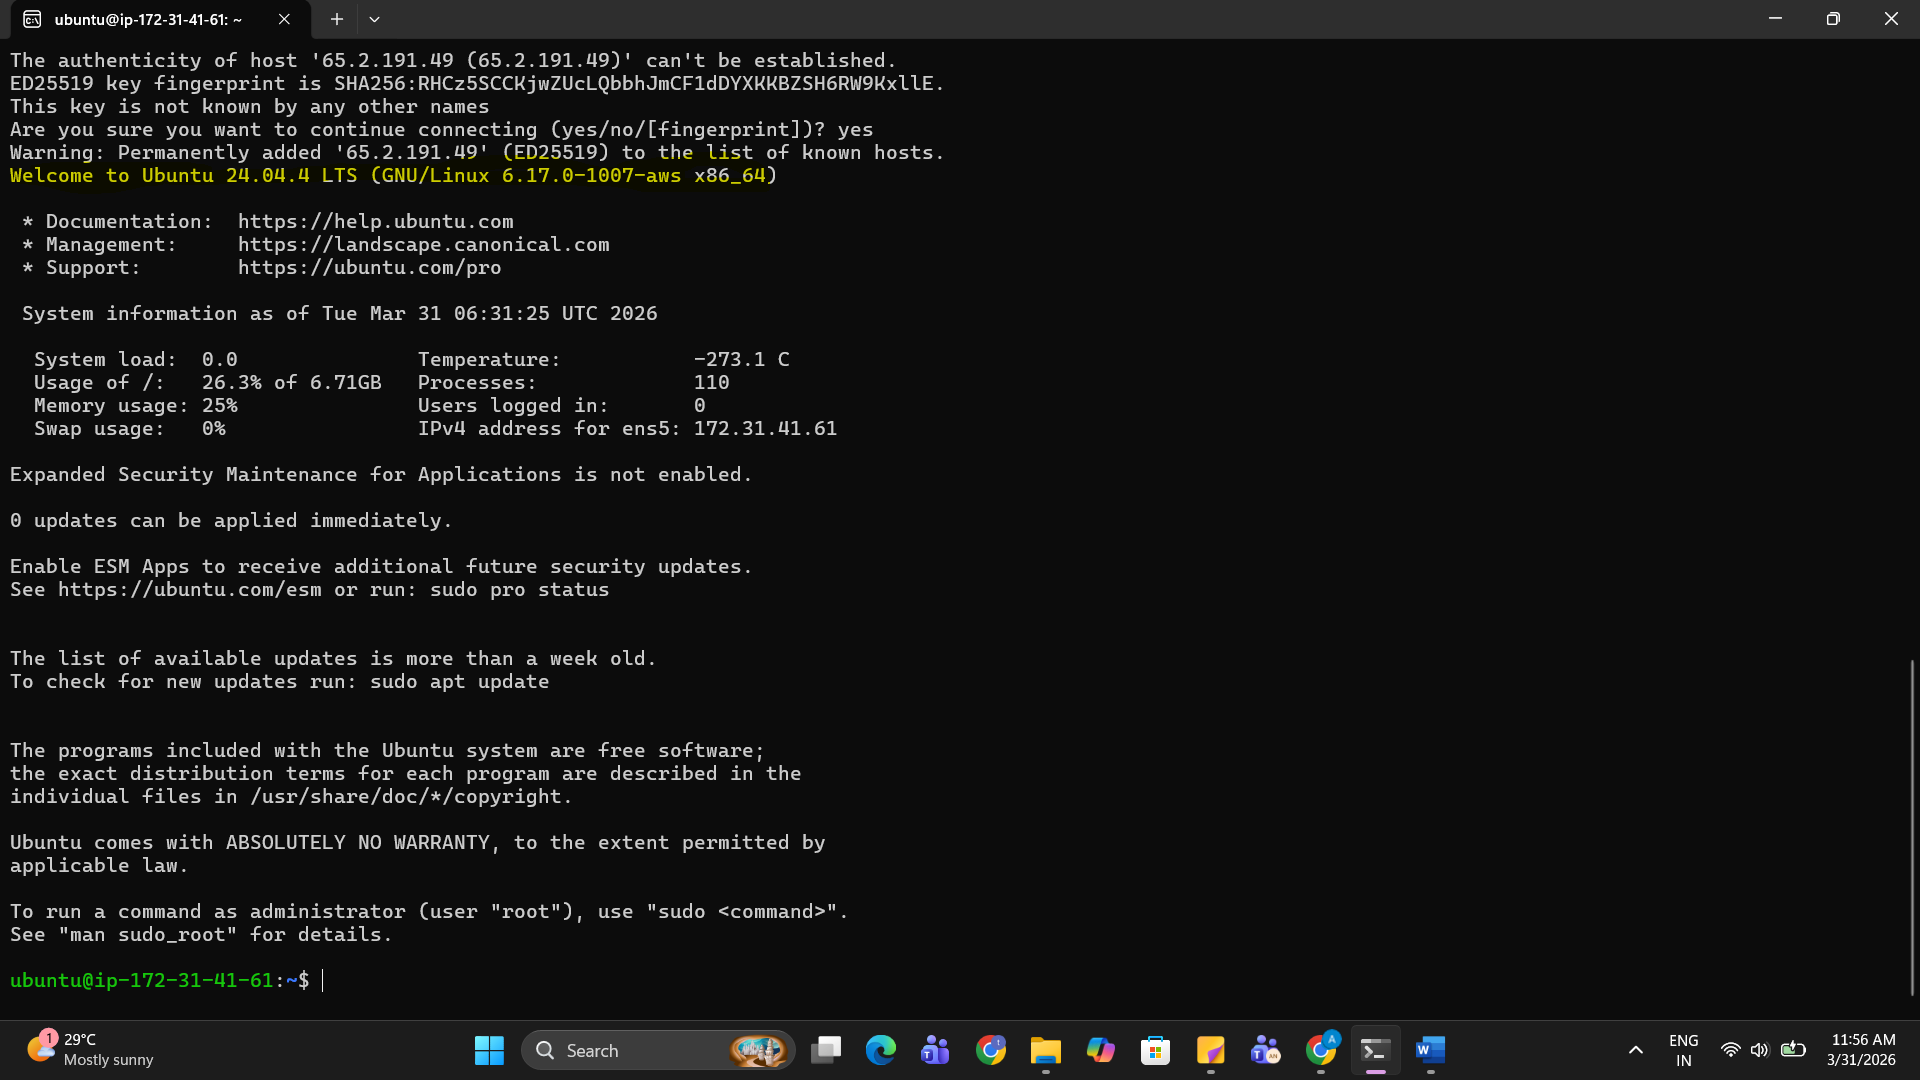 ubuntu@ip-172-31-41-61: ~
The authenticity of host '65.2.191.49 (65.2.191.49)' can't be established.
ED25519 key fingerprint is SHA256:RHCz5SCCKjwZUcLQbbhJmCF1dDYXKKBZSH6RW9KxllE.
This key is not known by any other names
Are you sure you want to continue connecting (yes/no/[fingerprint])? yes
Warning: Permanently added '65.2.191.49' (ED25519) to the list of known hosts.
Welcome to Ubuntu 24.04.4 LTS (GNU/Linux 6.17.0-1007-aws x86_64)
* Documentation:  https://help.ubuntu.com
* Management:     https://landscape.canonical.com
* Support:        https://ubuntu.com/pro
System information as of Tue Mar 31 06:31:25 UTC 2026
System load:  0.0               Temperature:           -273.1 C
Usage of /:   26.3% of 6.71GB   Processes:             110
Memory usage: 25%               Users logged in:       0
Swap usage:   0%                IPv4 address for ens5: 172.31.41.61
Expanded Security Maintenance for Applications is not enabled.
0 updates can be applied immediately.
Enable ESM Apps to receive additional future security updates.
See https://ubuntu.com/esm or run: sudo pro status
The list of available updates is more than a week old.
To check for new updates run: sudo apt update
The programs included with the Ubuntu system are free software;
the exact distribution terms for each program are described in the
individual files in /usr/share/doc/*/copyright.
Ubuntu comes with ABSOLUTELY NO WARRANTY, to the extent permitted by
applicable law.
To run a command as administrator (user "root"), use "sudo <command>".
See "man sudo_root" for details.
ubuntu@ip-172-31-41-61:~$
1
29°C
Mostly sunny
Search
ENG
IN
11:56 AM
3/31/2026